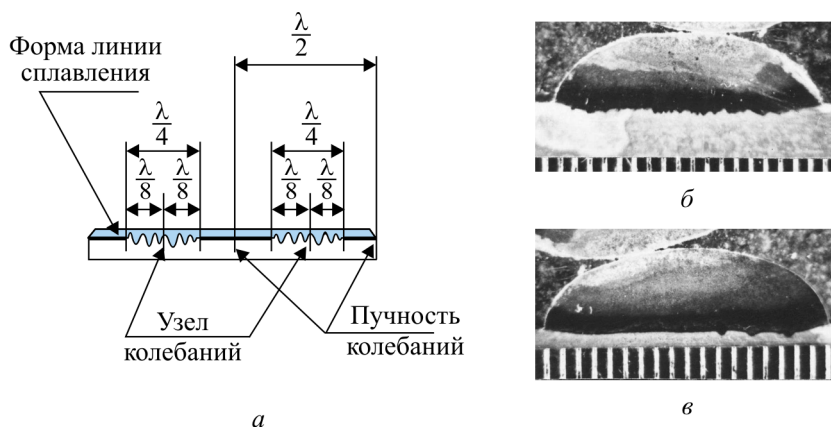 Форма линии
сплавления
λ
2
λ
4
λ
4
λ
8
λ
8
λ
8
λ
8
Узел
колебаний
Пучность
колебаний
а
б
в